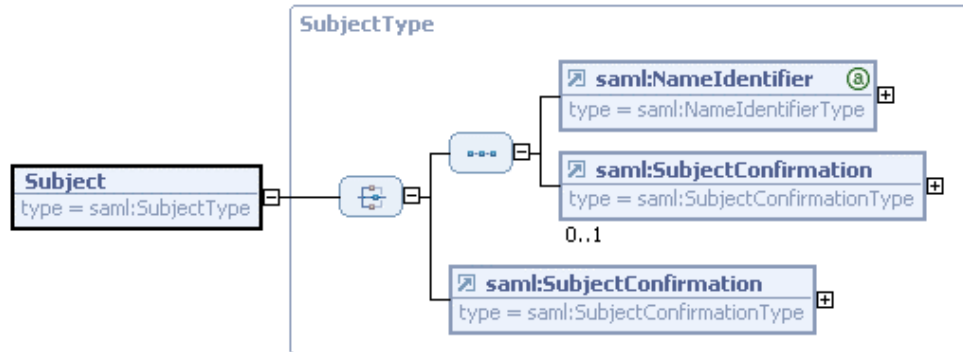 SubjectType
saml:NameIdentifier a
type = saml:NameIdentifierType
saml:SubjectConfirmation
type = saml:SubjectConfirmationType
0..1
Subject
type = saml:SubjectType
saml:SubjectConfirmation
type = saml:SubjectConfirmationType